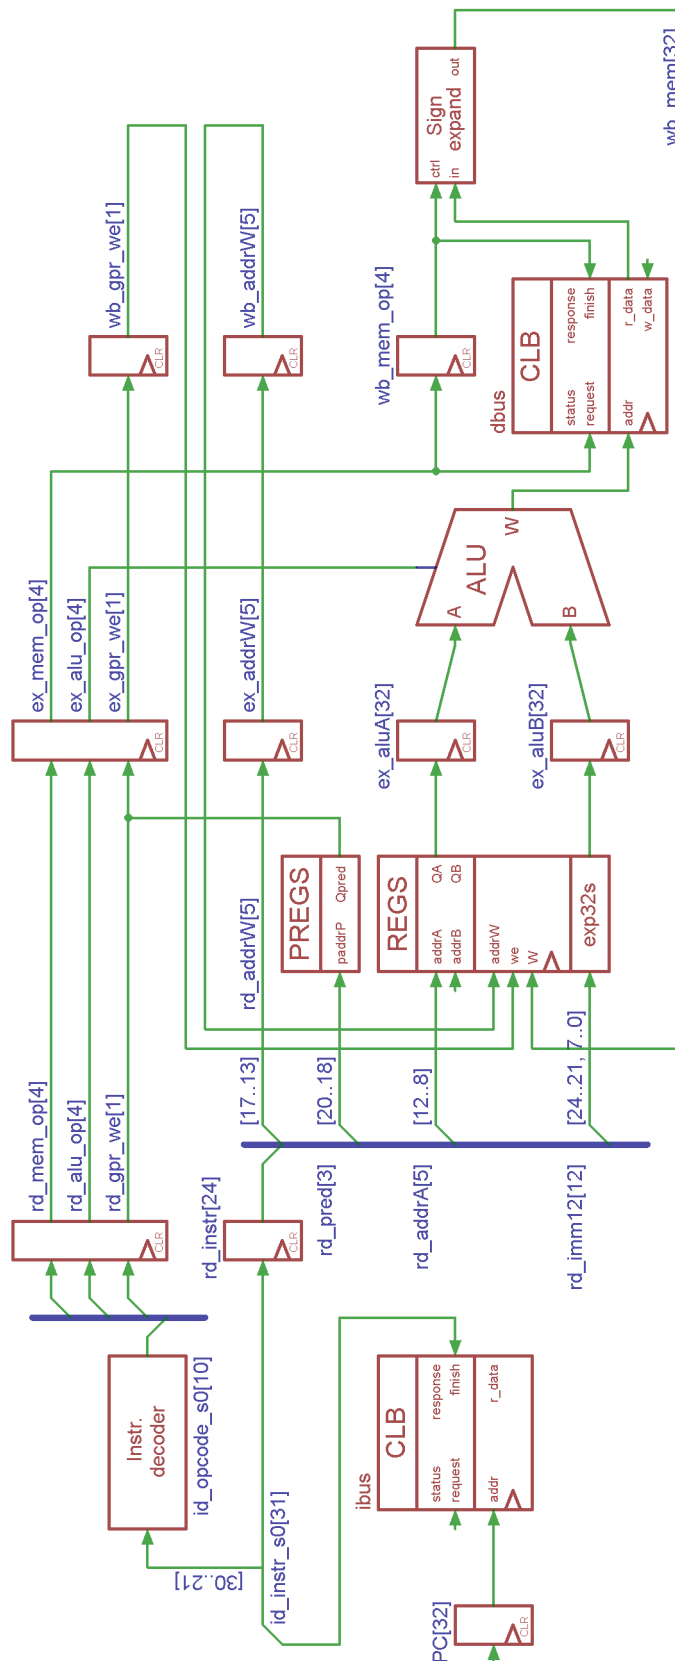 wb_mem[32]
out
Sign
expand
ctrl
in
wb_gpr_we[1]
wb_addrW[5]
wb_mem_op[4]
CLR
CLR
CLR
dbus
CLB
response
finish
status
request
r_data
w_data
addr
ex_mem_op[4]
ex_alu_op[4]
ex_gpr_we[1]
ex_addrW[5]
ALU
A
B
W
ex_aluA[32]
ex_aluB[32]
CLR
CLR
CLR
CLR
rd_addrW[5]
PREGS
paddrP
Qpred
REGS
addrA
QA
addrB
QB
addrW
we
W
exp32s
[17..13]
[20..18]
[12..8]
[24..21, 7..0]
rd_mem_op[4]
rd_alu_op[4]
rd_gpr_we[1]
rd_instr[24]
rd_pred[3]
rd_addrA[5]
rd_imm12[12]
CLR
CLR
Instr.
decoder
id_opcode_s0[10]
[30..21]
id_instr_s0[31]
ibus
CLB
response
finish
status
request
r_data
addr
PC[32]
CLR